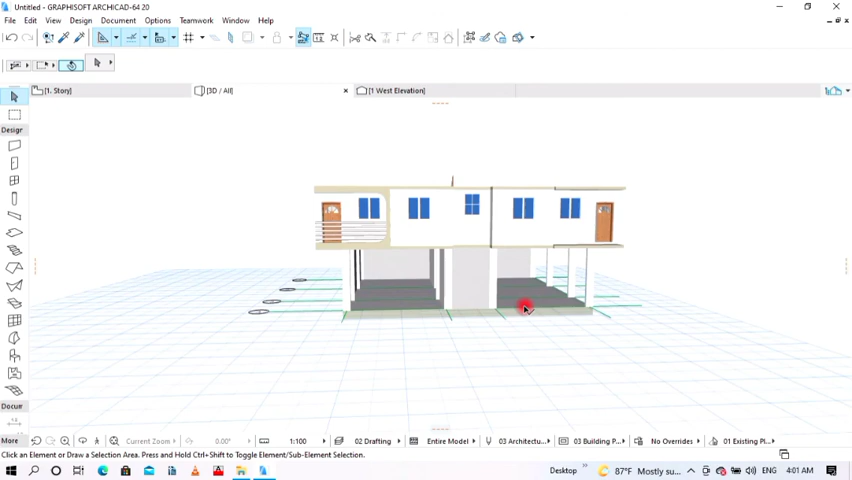 Untitled - GRAPHISOFT ARCHICAD-64 20
File Edit View Design Document Options Teamwork Window Help
[1. Story] [3D / All] [1 West Elevation]
Design
Docur
More
Current Zoom 0.00° 1:100 02 Drafting Entire Model 03 Architectu... 03 Building P... No Overrides 01 Existing Pl...
Click an Element or Draw a Selection Area. Press and Hold Ctrl+Shift to Toggle Element/Sub-Element Selection.
Desktop 87°F Mostly su... ENG 4:01 AM